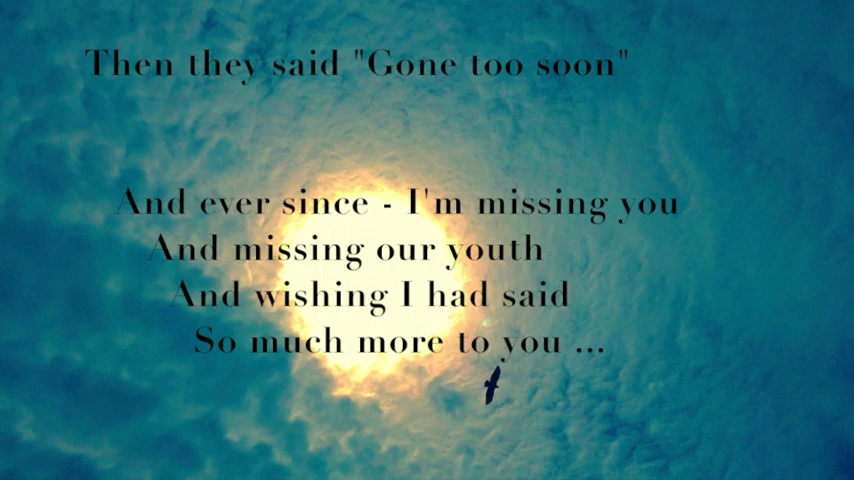 Then they said "Gone too soon"
And ever since - I'm missing you
And missing our youth
And wishing I had said
So much more to you ...